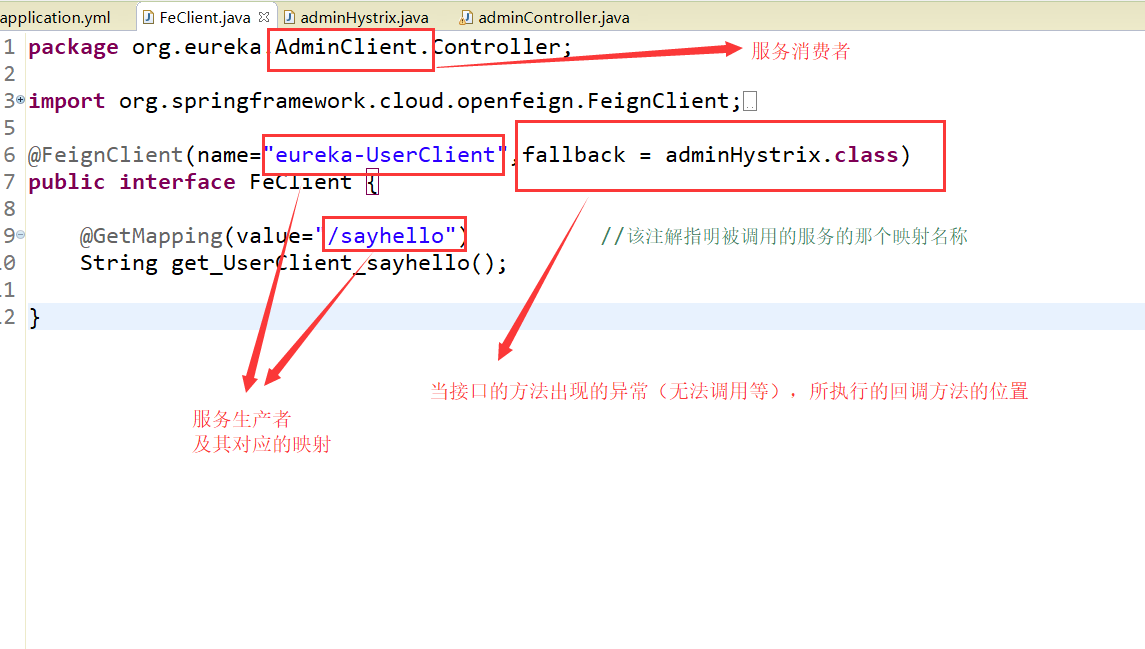 application.yml FeClient.java adminHystrix.java adminController.java
1 package org.eureka.AdminClient.Controller; 服务消费者
2
3 import org.springframework.cloud.openfeign.FeignClient;
5
6 @FeignClient(name="eureka-UserClient",fallback = adminHystrix.class)
7 public interface FeClient {
8
9 @GetMapping(value="/sayhello") //该注解指明被调用的服务的那个映射名称
.0 String get_UserClient_sayhello();
.1
.2 }
当接口的方法出现的异常（无法调用等），所执行的回调方法的位置
服务生产者
及其对应的映射